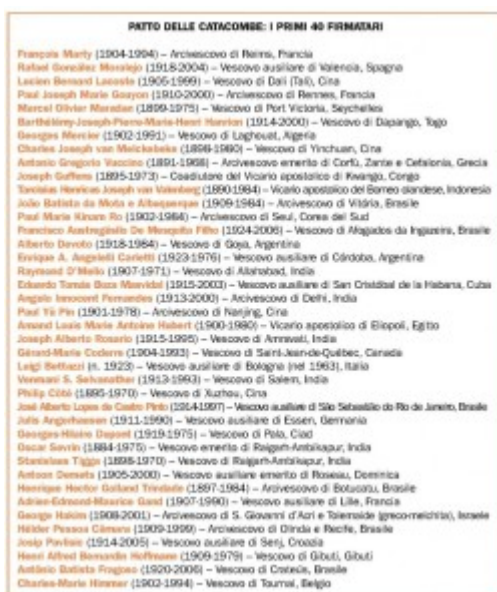 PATTO DELLE CATACOMBE: I PRIMI 40 FIRMATARI
François Marty (1904-1994) – Arcivescovo di Reims, Francia
Rafael González Moralejo (1918-2004) – Vescovo ausiliare di Valencia, Spagna
Lucien Bernard Lacoste (1905-1999) – Vescovo di Dali (Tali), Cina
Paul Joseph Marie Gouyon (1910-2000) – Arcivescovo di Rennes, Francia
Marcel Olivier Maradan (1899-1975) – Vescovo di Port Victoria, Seychelles
Barthélemy-Joseph-Pierre-Marie-Henri Hanrion (1914-2000) – Vescovo di Dapango, Togo
Georges Mercier (1902-1991) – Vescovo di Laghouat, Algeria
Charles Joseph van Melckebeke (1898-1980) – Vescovo di Yinchuan, Cina
Antonio Gregorio Vuccino (1891-1968) – Arcivescovo emerito di Corfù, Zante e Cefalonia, Grecia
Joseph Guffens (1895-1973) – Coadiutore del Vicario apostolico di Kwango, Congo
Tarcisius Henricus Joseph van Valenberg (1890-1984) – Vicario apostolico del Borneo olandese, Indonesia
João Batista da Mota e Albuquerque (1909-1984) – Arcivescovo di Vitória, Brasile
Paul Marie Kinam Ro (1902-1984) – Arcivescovo di Seul, Corea del Sud
Francisco Austregésilo De Mesquita Filho (1924-2006) – Vescovo di Afogados da Ingazeira, Brasile
Alberto Devoto (1918-1984) – Vescovo di Goya, Argentina
Enrique A. Angelelli Carletti (1923-1976) – Vescovo ausiliare di Córdoba, Argentina
Raymond D'Mello (1907-1971) – Vescovo di Allahabad, India
Eduardo Tomás Boza Masvidal (1915-2003) – Vescovo ausiliare di San Cristóbal de la Habana, Cuba
Angelo Innocent Fernandes (1913-2000) – Arcivescovo di Delhi, India
Paul Yü Pin (1901-1978) – Arcivescovo di Nanjing, Cina
Armand Louis Marie Antoine Hubert (1900-1980) – Vicario apostolico di Eliopoli, Egitto
Joseph Alberto Rosario (1915-1995) – Vescovo di Amravati, India
Gérard-Marie Coderre (1904-1993) – Vescovo di Saint-Jean-de-Québec, Canada
Luigi Bettazzi (n. 1923) – Vescovo ausiliare di Bologna (nel 1963), Italia
Venmani S. Selvanather (1913-1993) – Vescovo di Salem, India
Philip Côté (1895-1970) – Vescovo di Xuzhou, Cina
José Alberto Lopes de Castro Pinto (1914-1997) – Vescovo ausiliare di São Sebastião do Rio de Janeiro, Brasile
Julis Angerhausen (1911-1990) – Vescovo ausiliare di Essen, Germania
Georges-Hilaire Dupont (1919-1975) – Vescovo di Pala, Ciad
Oscar Sevrin (1884-1975) – Vescovo emerito di Raigarh-Ambikapur, India
Stanislaus Tigga (1898-1970) – Vescovo di Raigarh-Ambikapur, India
Antoon Demets (1905-2000) – Vescovo ausiliare emerito di Roseau, Dominica
Henrique Hector Golland Trindade (1897-1984) – Arcivescovo di Botucatu, Brasile
Adrien-Edmond-Maurice Gand (1907-1990) – Vescovo ausiliare di Lille, Francia
George Hakim (1908-2001) – Arcivescovo di S. Giovanni d'Acri e Tolemaide (greco-melchita), Israele
Hélder Pessoa Câmara (1909-1999) – Arcivescovo di Olinda e Recife, Brasile
Josip Pavlisic (1914-2005) – Vescovo ausiliare di Senj, Croazia
Henri Alfred Bernardin Hoffmann (1909-1979) – Vescovo di Gibuti, Gibuti
António Batista Fragoso (1920-2006) – Vescovo di Crateús, Brasile
Charles-Marie Himmer (1902-1994) – Vescovo di Tournai, Belgio